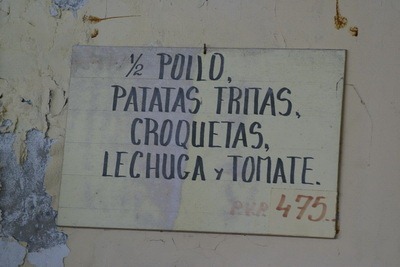 ½ POLLO,
PATATAS FRITAS,
CROQUETAS,
LECHUGA Y TOMATE.
P.V.P. 475